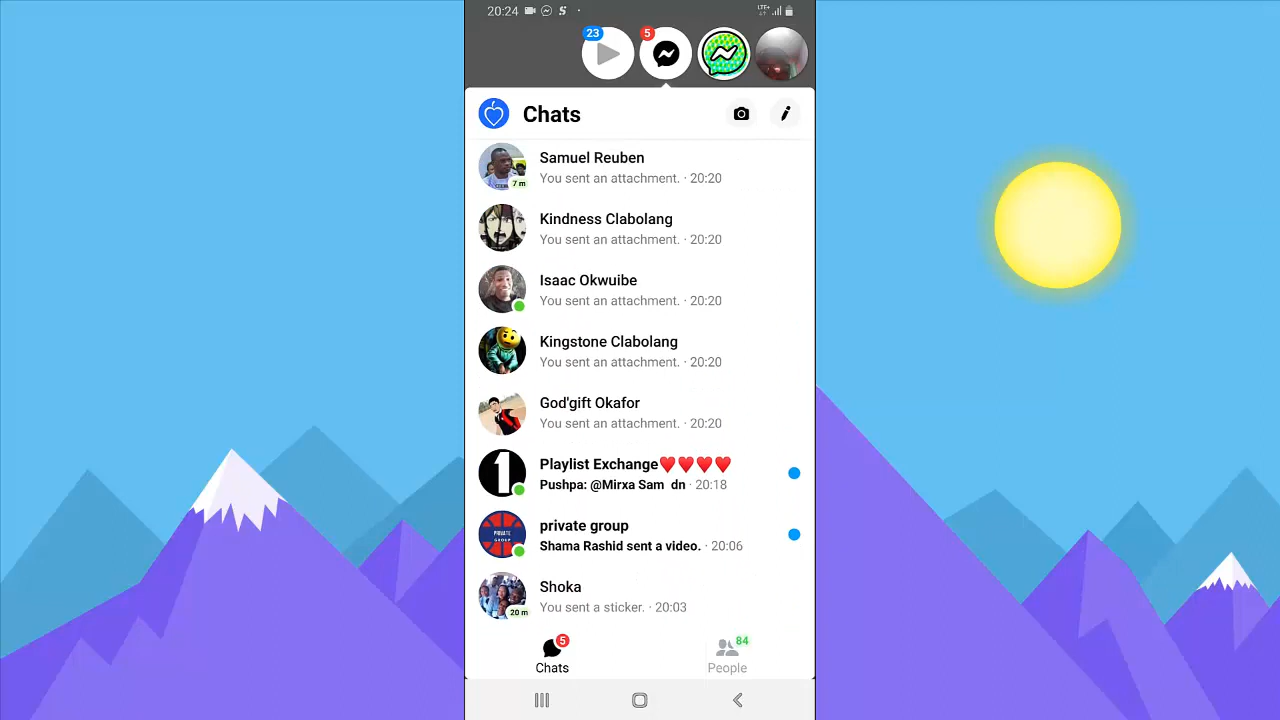 20:24
LTE+
23
5
Chats
Samuel Reuben
7 m
You sent an attachment. · 20:20
Kindness Clabolang
You sent an attachment. · 20:20
Isaac Okwuibe
You sent an attachment. · 20:20
Kingstone Clabolang
You sent an attachment. · 20:20
God'gift Okafor
You sent an attachment. · 20:20
Playlist Exchange❤️❤️❤️❤️
Pushpa: @Mirxa Sam dn · 20:18
PRIVATE
GROUP
private group
Shama Rashid sent a video. · 20:06
Shoka
20 m
You sent a sticker. · 20:03
5
84
Chats
People